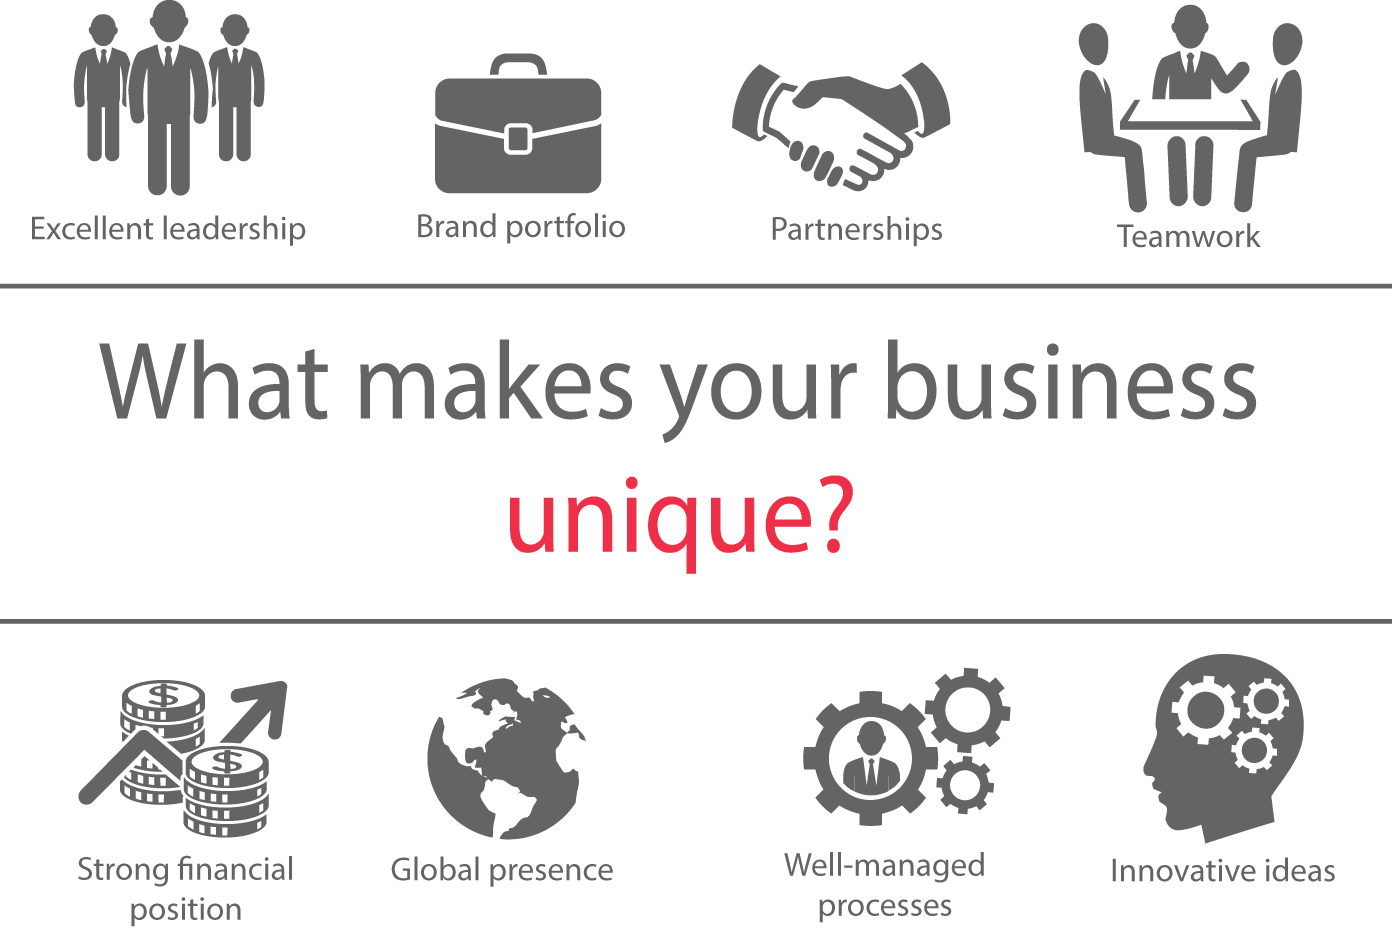 Excellent leadership
Brand portfolio
Partnerships
Teamwork
What makes your business
unique?
$
$
Strong financial
position
Global presence
Well-managed
processes
Innovative ideas